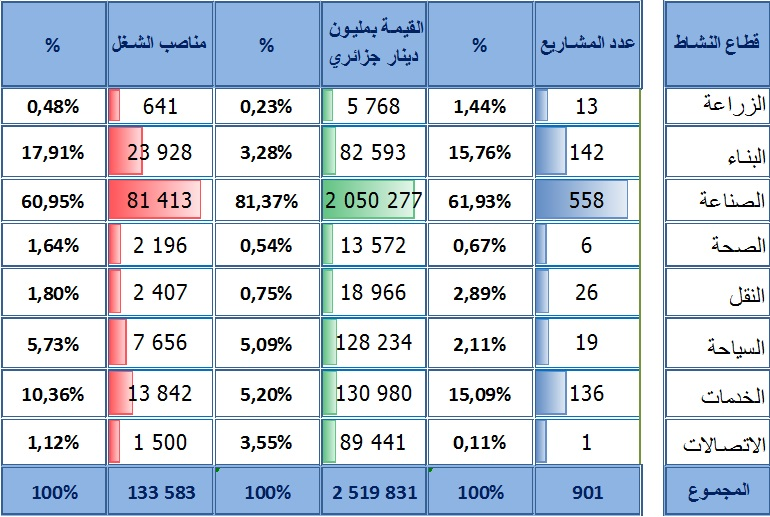 قطاع النشاط عدد المشاريع % القيمة بمليون دينار جزائري % مناصب الشغل %
الزراعة 13 1,44% 5 768 0,23% 641 0,48%
البناء 142 15,76% 82 593 3,28% 23 928 17,91%
الصناعة 558 61,93% 2 050 277 81,37% 81 413 60,95%
الصحة 6 0,67% 13 572 0,54% 2 196 1,64%
النقل 26 2,89% 18 966 0,75% 2 407 1,80%
السياحة 19 2,11% 128 234 5,09% 7 656 5,73%
الخدمات 136 15,09% 130 980 5,20% 13 842 10,36%
الاتصالات 1 0,11% 89 441 3,55% 1 500 1,12%
المجموع 901 100% 2 519 831 100% 133 583 100%